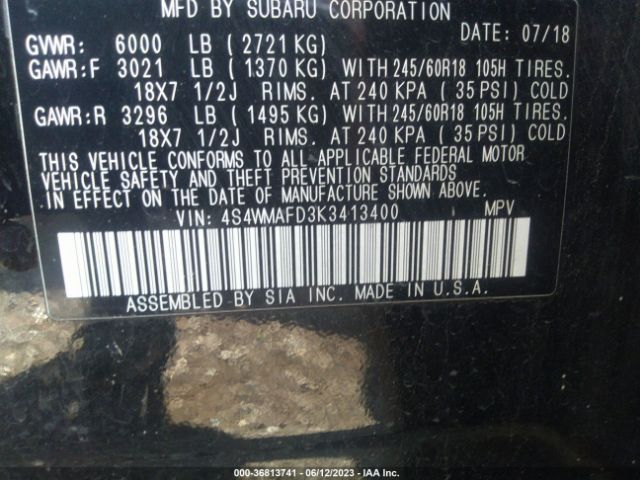 MFD BY SUBARU CORPORATION
GVWR: 6000 LB (2721 KG) DATE: 07/18
GAWR:F 3021 LB (1370 KG) WITH 245/60R18 105H TIRES.
18X7 1/2J RIMS. AT 240 KPA (35 PSI) COLD
GAWR:R 3296 LB (1495 KG) WITH 245/60R18 105H TIRES.
18X7 1/2J RIMS. AT 240 KPA (35 PSI) COLD
THIS VEHICLE CONFORMS TO ALL APPLICABLE FEDERAL MOTOR
VEHICLE SAFETY AND THEFT PREVENTION STANDARDS
IN EFFECT ON THE DATE OF MANUFACTURE SHOWN ABOVE.
VIN: 4S4WMAFD3K3413400 MPV
ASSEMBLED BY SIA INC. MADE IN U.S.A.
000-36813741 - 06/12/2023 - IAA Inc.